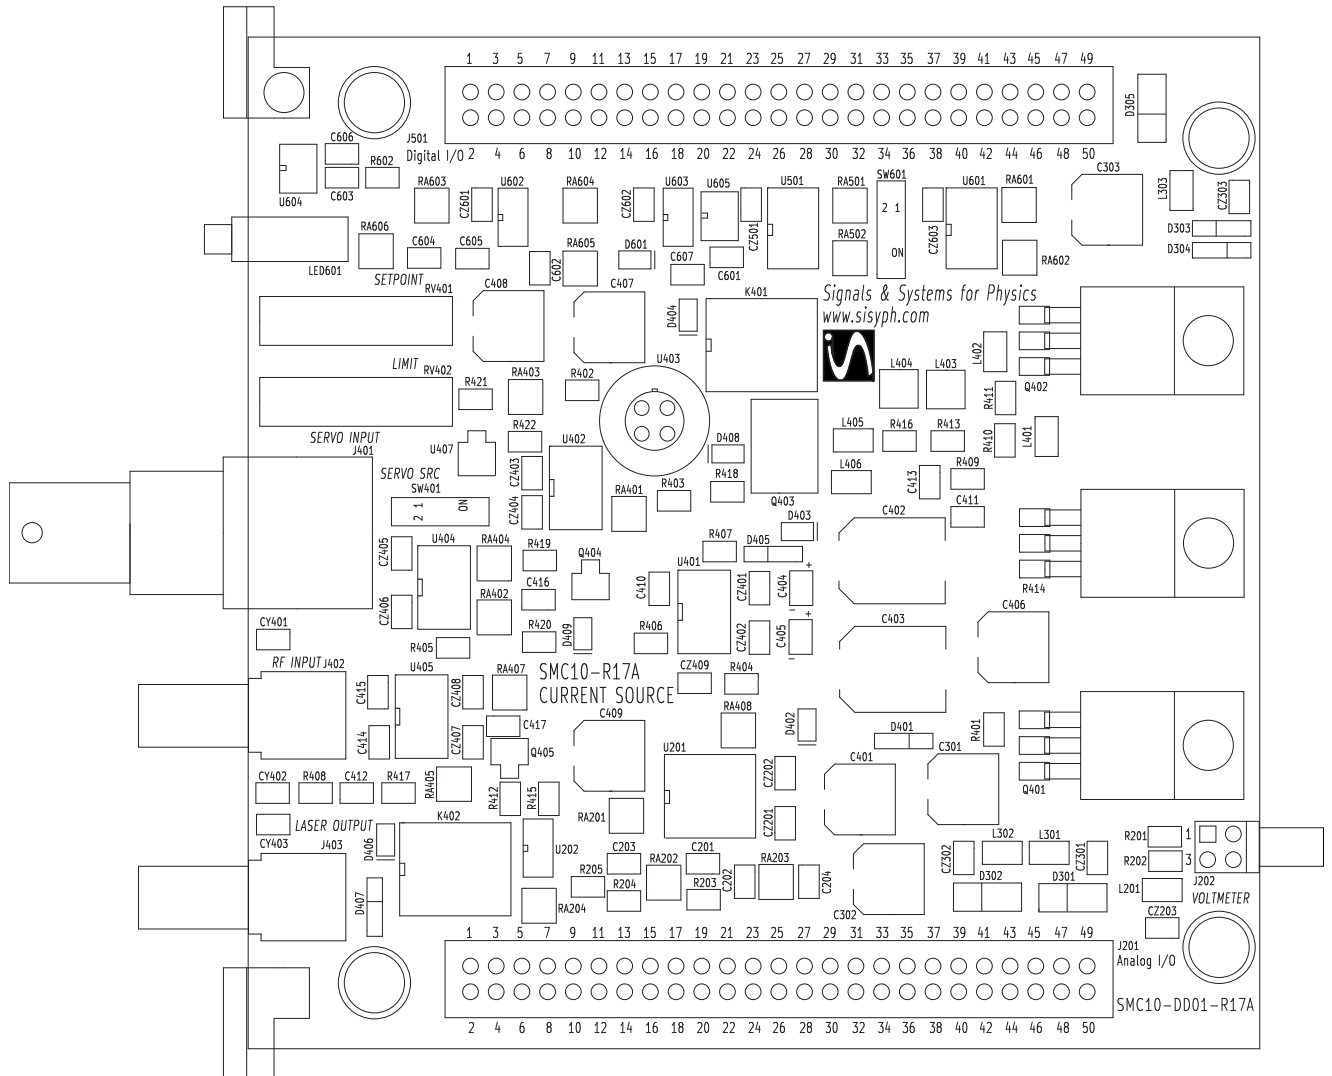 1 3 5 7 9 11 13 15 17 19 21 23 25 27 29 31 33 35 37 39 41 43 45 47 49
2 4 6 8 10 12 14 16 18 20 22 24 26 28 30 32 34 36 38 40 42 44 46 48 50
J501
Digital I/O
D305
C606
R602
C603
U604
RA603
CZ601
U602
RA604
CZ602
U603
U605
CZ501
U501
RA501
SW601
2 1
ON
CZ603
U601
RA601
C303
L303
CZ303
D303
D304
RA606
C604
C605
C602
RA605
D601
C607
C601
RA502
RA602
LED601
SETPOINT
RV401
C408
C407
D404
K401
Signals & Systems for Physics
www.sisyph.com
LIMIT
RV402
R421
RA403
R402
U403
L404
L403
L402
Q402
R411
SERVO INPUT
J401
R422
U407
U402
D408
L405
R416
R413
R410
L401
SERVO SRC
SW401
2 1
ON
CZ403
CZ404
RA401
R403
R418
Q403
L406
C413
R409
C411
CZ405
U404
RA404
R419
Q404
R407
D405
D403
C402
U401
C410
CZ401
C404
+
−
R414
CZ406
RA402
C416
R420
D409
R406
CZ402
C405
+
−
C403
C406
CY401
R405
RF INPUT
J402
U405
RA407
SMC10-R17A
CURRENT SOURCE
CZ409
R404
C415
CZ408
C417
C409
RA408
D402
D401
R401
C414
CZ407
Q405
U201
CZ202
C401
C301
Q401
CY402
R408
C412
R417
RA405
R412
R415
RA201
CZ201
LASER OUTPUT
CY403
J403
D406
K402
U202
C203
C201
RA202
RA203
R205
R204
R203
C202
C204
RA204
D407
C302
CZ302
L302
L301
CZ301
D302
D301
R201
R202
1
3
J202
VOLTMETER
L201
CZ203
1 3 5 7 9 11 13 15 17 19 21 23 25 27 29 31 33 35 37 39 41 43 45 47 49
J201
Analog I/O
SMC10-DD01-R17A
2 4 6 8 10 12 14 16 18 20 22 24 26 28 30 32 34 36 38 40 42 44 46 48 50